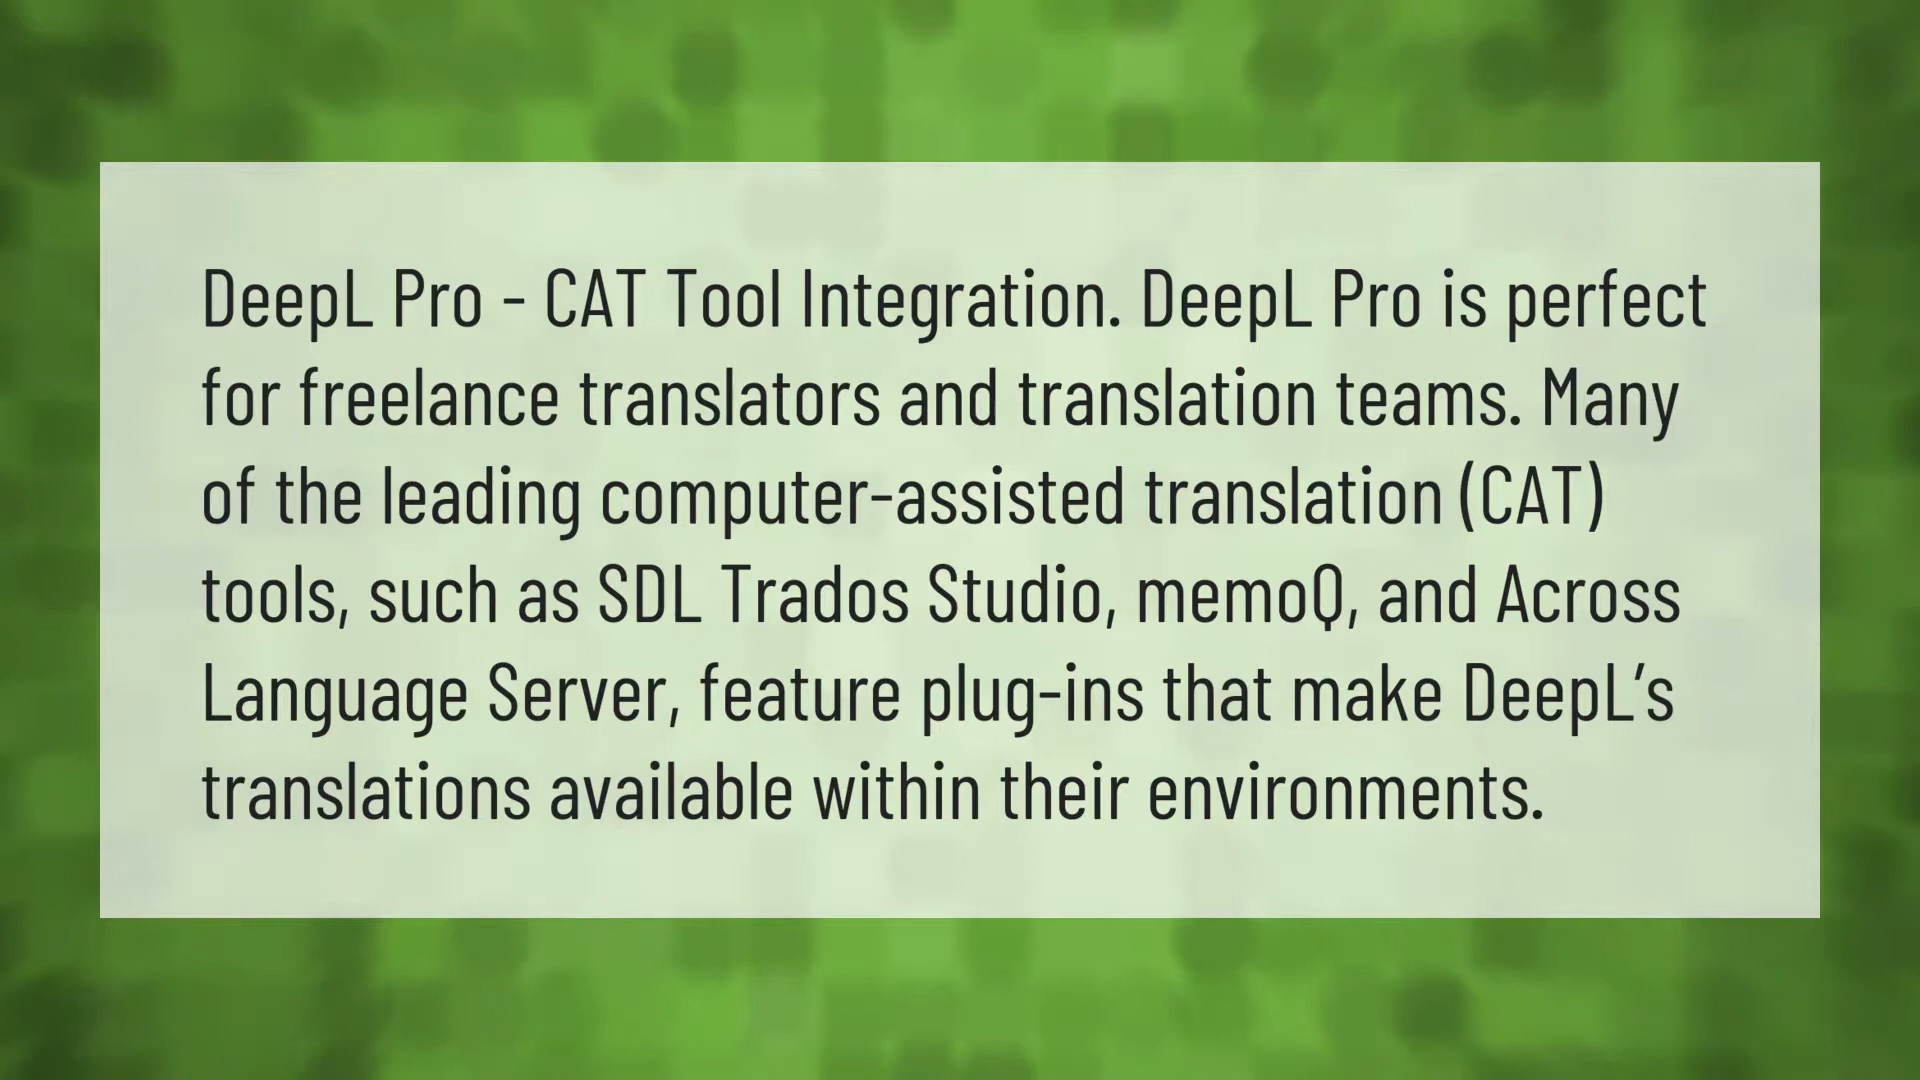 DeepL Pro - CAT Tool Integration. DeepL Pro is perfect
for freelance translators and translation teams. Many
of the leading computer-assisted translation (CAT)
tools, such as SDL Trados Studio, memoQ, and Across
Language Server, feature plug-ins that make DeepL’s
translations available within their environments.